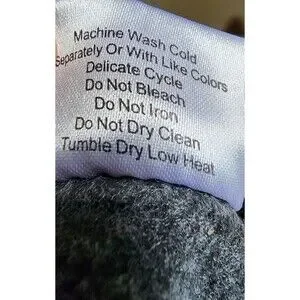 Machine Wash Cold
Separately Or With Like Colors
Delicate Cycle
Do Not Bleach
Do Not Iron
Do Not Dry Clean
Tumble Dry Low Heat